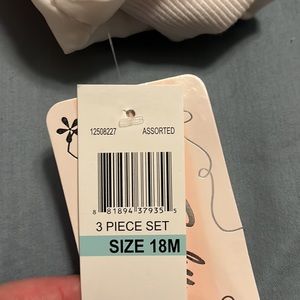 12508227 ASSORTED
8 81894 37935 5
3 PIECE SET
SIZE 18M